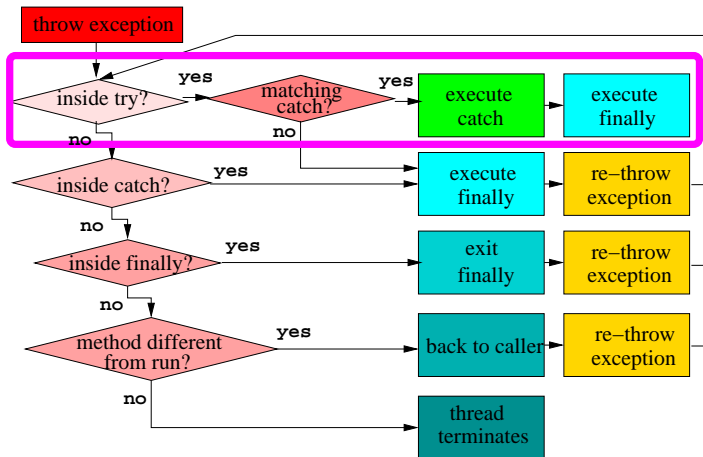 throw exception
inside try?
yes
matching
catch?
yes
execute
catch
execute
finally
no
no
inside catch?
yes
execute
finally
re−throw
exception
no
inside finally?
yes
exit
finally
re−throw
exception
no
method different
from run?
yes
back to caller
re−throw
exception
no
thread
terminates